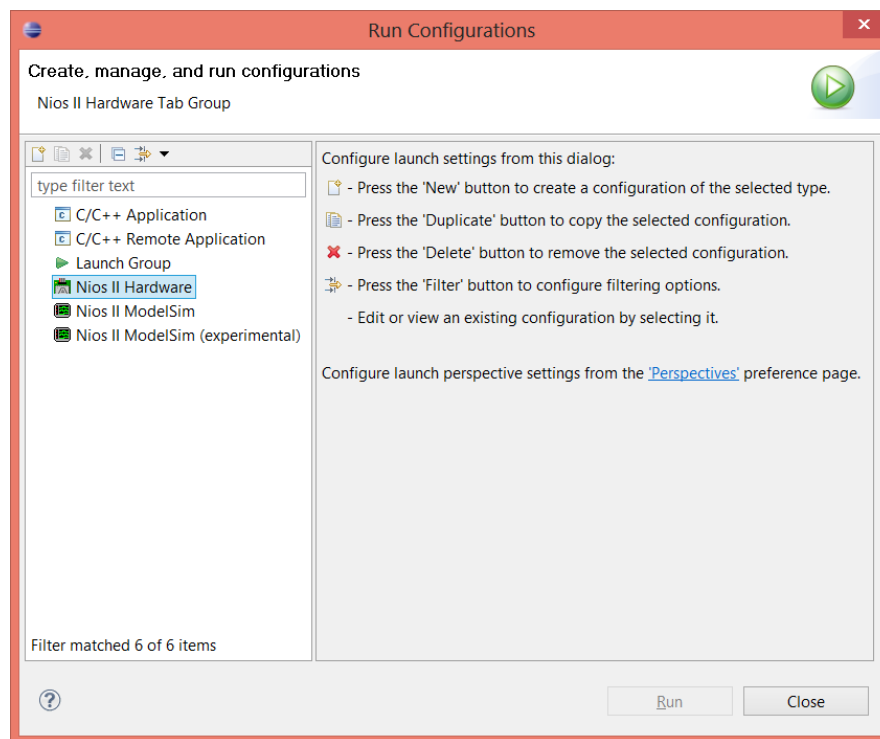 Run Configurations
Create, manage, and run configurations
Nios II Hardware Tab Group
type filter text
C/C++ Application
C/C++ Remote Application
Launch Group
Nios II Hardware
Nios II ModelSim
Nios II ModelSim (experimental)
Filter matched 6 of 6 items
Configure launch settings from this dialog:
- Press the 'New' button to create a configuration of the selected type.
- Press the 'Duplicate' button to copy the selected configuration.
- Press the 'Delete' button to remove the selected configuration.
- Press the 'Filter' button to configure filtering options.
- Edit or view an existing configuration by selecting it.
Configure launch perspective settings from the 'Perspectives' preference page.
Run
Close